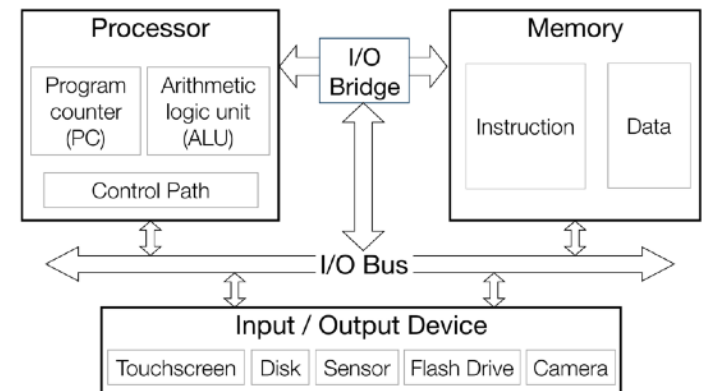 Processor
Program
counter
(PC)
Arithmetic
logic unit
(ALU)
Control Path
I/O
Bridge
Memory
Instruction
Data
I/O Bus
Input / Output Device
Touchscreen
Disk
Sensor
Flash Drive
Camera